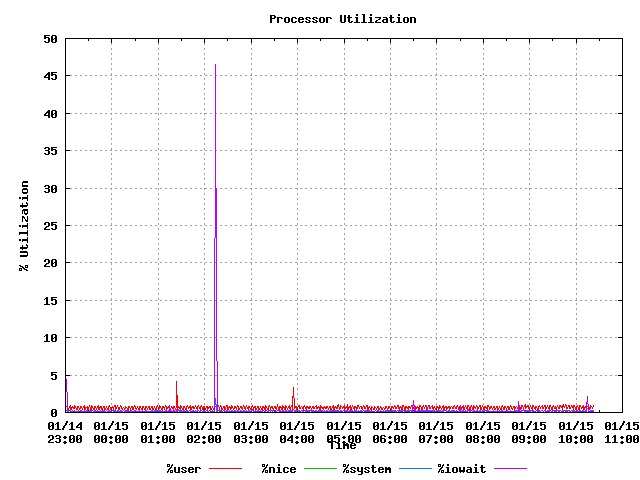 Processor Utilization
50
45
40
35
30
25
20
15
10
5
0
% Utilization
01/14 01/15 01/15 01/15 01/15 01/15 01/15 01/15 01/15 01/15 01/15 01/15 01/15
23:00 00:00 01:00 02:00 03:00 04:00 05:00 06:00 07:00 08:00 09:00 10:00 11:00
Time
%user %nice %system %iowait